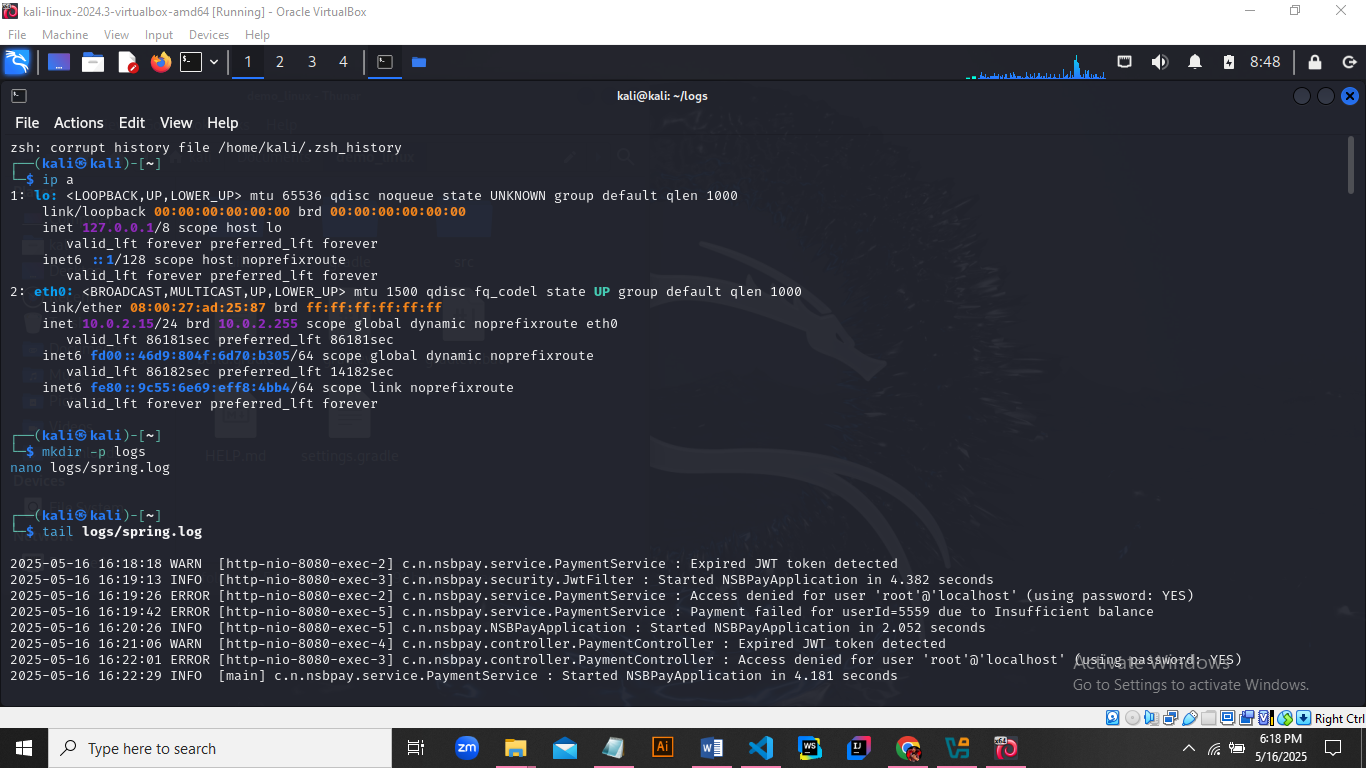 kali-linux-2024.3-virtualbox-amd64 [Running] - Oracle VirtualBox
File Machine View Input Devices Help
1 2 3 4 8:48
kali@kali: ~/logs
File Actions Edit View Help
zsh: corrupt history file /home/kali/.zsh_history
┌──(kali㉿kali)-[~]
└─$ ip a
1: lo: <LOOPBACK,UP,LOWER_UP> mtu 65536 qdisc noqueue state UNKNOWN group default qlen 1000
link/loopback 00:00:00:00:00:00 brd 00:00:00:00:00:00
inet 127.0.0.1/8 scope host lo
valid_lft forever preferred_lft forever
inet6 ::1/128 scope host noprefixroute
valid_lft forever preferred_lft forever
2: eth0: <BROADCAST,MULTICAST,UP,LOWER_UP> mtu 1500 qdisc fq_codel state UP group default qlen 1000
link/ether 08:00:27:ad:25:87 brd ff:ff:ff:ff:ff:ff
inet 10.0.2.15/24 brd 10.0.2.255 scope global dynamic noprefixroute eth0
valid_lft 86181sec preferred_lft 86181sec
inet6 fd00::46d9:804f:6d70:b305/64 scope global dynamic noprefixroute
valid_lft 86182sec preferred_lft 14182sec
inet6 fe80::9c55:6e69:eff8:4bb4/64 scope link noprefixroute
valid_lft forever preferred_lft forever
┌──(kali㉿kali)-[~]
└─$ mkdir -p logs
HELP.md settings.gradle
nano logs/spring.log
Devices
┌──(kali㉿kali)-[~]
└─$ tail logs/spring.log
2025-05-16 16:18:18 WARN [http-nio-8080-exec-2] c.n.nsbpay.service.PaymentService : Expired JWT token detected
2025-05-16 16:19:13 INFO [http-nio-8080-exec-3] c.n.nsbpay.security.JwtFilter : Started NSBPayApplication in 4.382 seconds
2025-05-16 16:19:26 ERROR [http-nio-8080-exec-2] c.n.nsbpay.service.PaymentService : Access denied for user 'root'@'localhost' (using password: YES)
2025-05-16 16:19:42 ERROR [http-nio-8080-exec-5] c.n.nsbpay.service.PaymentService : Payment failed for userId=5559 due to Insufficient balance
2025-05-16 16:20:26 INFO [http-nio-8080-exec-5] c.n.nsbpay.NSBPayApplication : Started NSBPayApplication in 2.052 seconds
2025-05-16 16:21:06 WARN [http-nio-8080-exec-4] c.n.nsbpay.controller.PaymentController : Expired JWT token detected
2025-05-16 16:22:01 ERROR [http-nio-8080-exec-3] c.n.nsbpay.controller.PaymentController : Access denied for user 'root'@'localhost' (using password: YES)
2025-05-16 16:22:29 INFO [main] c.n.nsbpay.service.PaymentService : Started NSBPayApplication in 4.181 seconds
Activate Windows
Go to Settings to activate Windows.
Right Ctrl
Type here to search
6:18 PM
5/16/2025